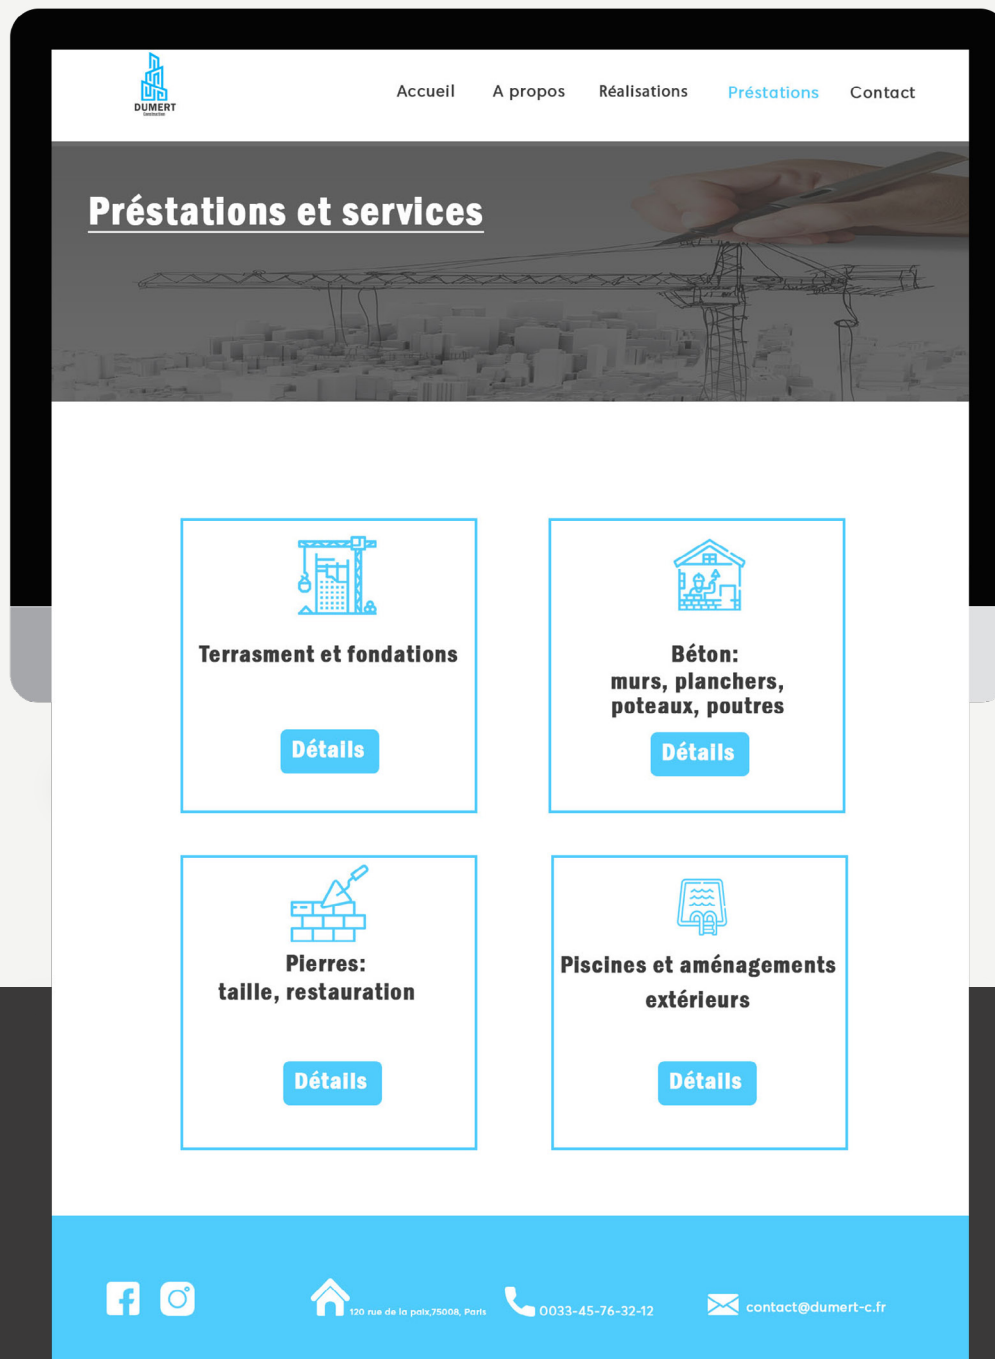 DUMERT
Construction
Accueil A propos Réalisations Préstations Contact
Préstations et services
Terrasment et fondations
Détails
Béton:
murs, planchers,
poteaux, poutres
Détails
Pierres:
taille, restauration
Détails
Piscines et aménagements
extérieurs
Détails
120 rue de la paix,75008, Paris
0033-45-76-32-12
contact@dumert-c.fr